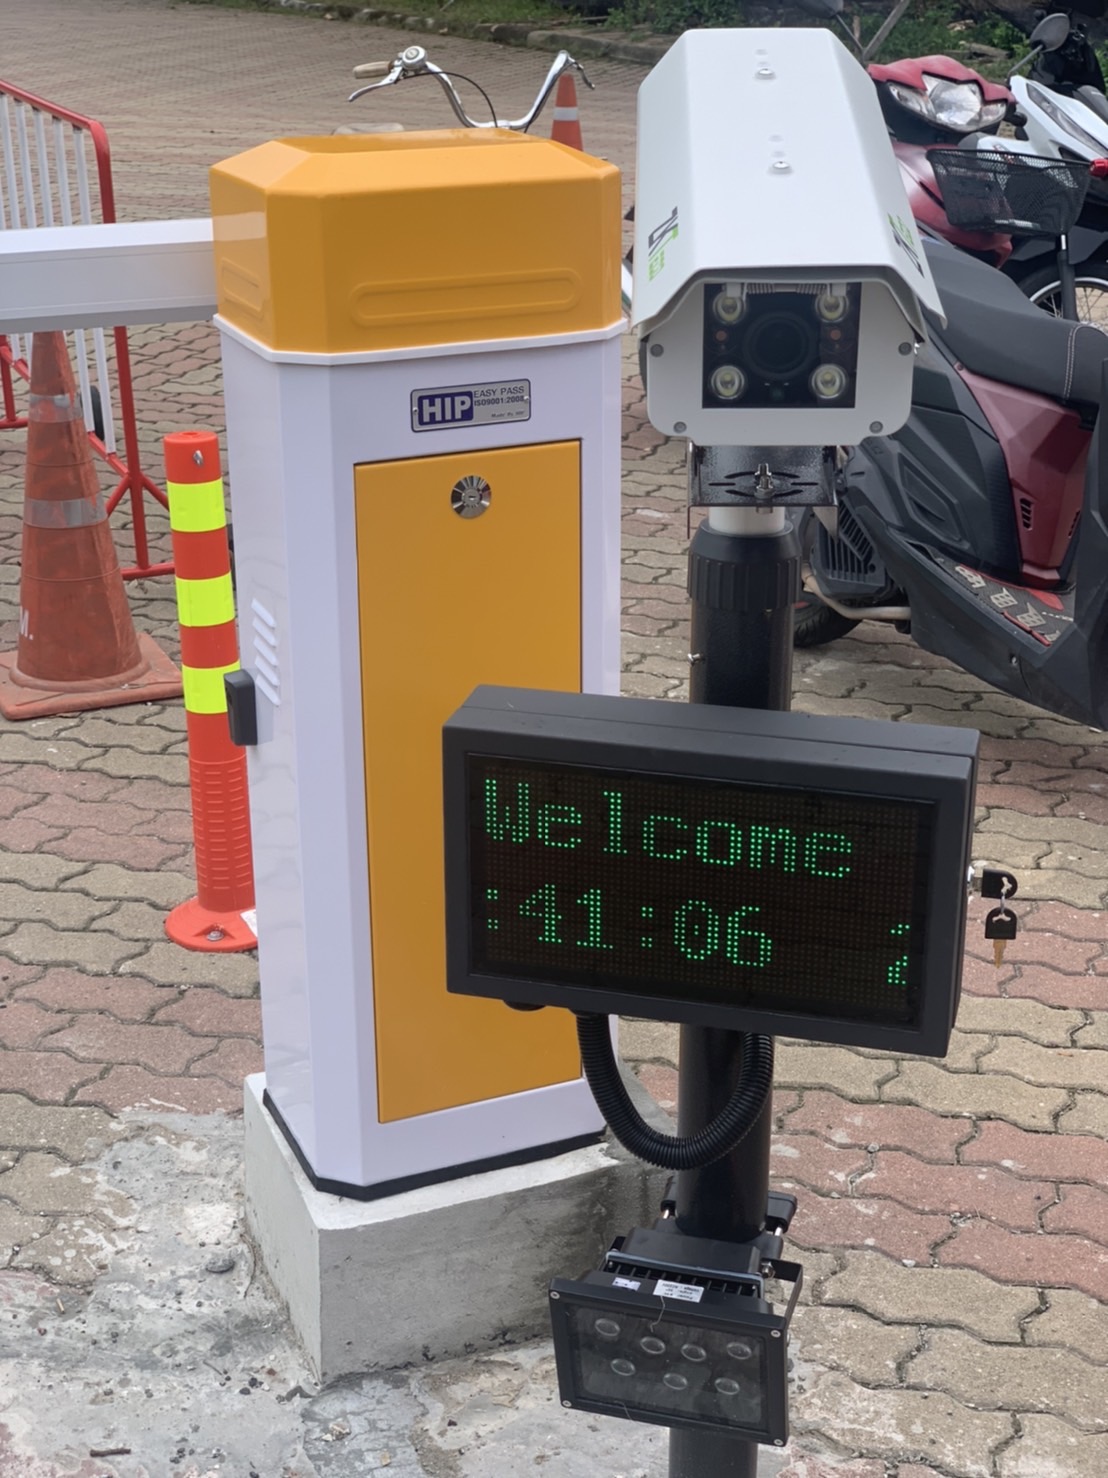 HIP
EASY PASS
ISO9001:2008
Welcome
:41:06
M.